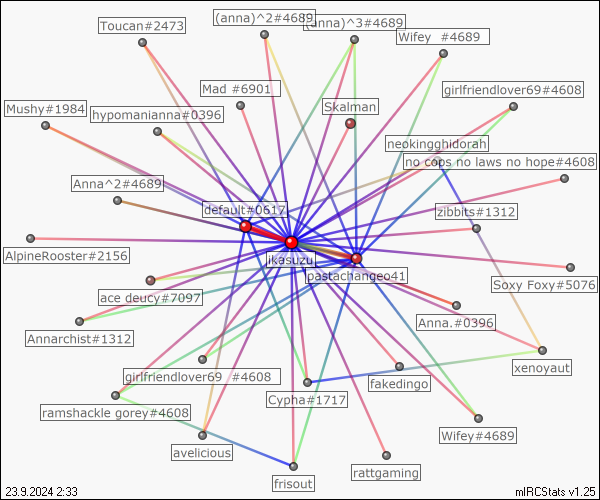 (anna)^2#4689
(anna)^3#4689
Toucan#2473
Wifey  #4689
Mad #6901
girlfriendlover69#4608
Skalman
Mushy#1984
hypomanianna#0396
neokingghidorah
no cops no laws no hope#4608
Anna^2#4689
default#0617
zibbits#1312
AlpineRooster#2156
ikasuzu
pastachangeo41
Soxy Foxy#5076
ace deucy#7097
Anna.#0396
Annarchist#1312
xenoyaut
girlfriendlover69  #4608
fakedingo
Cypha#1717
ramshackle gorey#4608
Wifey#4689
avelicious
rattgaming
frisout
23.9.2024 2:33
mIRCStats v1.25